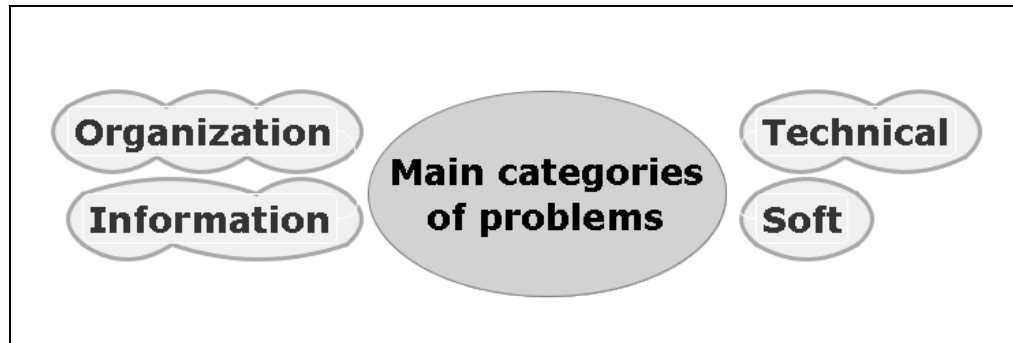 Organization
Information
Main categories
of problems
Technical
Soft